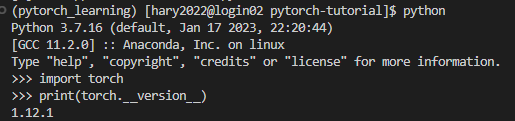 (pytorch_learning) [hary2022@login02 pytorch-tutorial]$ python
Python 3.7.16 (default, Jan 17 2023, 22:20:44)
[GCC 11.2.0] :: Anaconda, Inc. on linux
Type "help", "copyright", "credits" or "license" for more information.
>>> import torch
>>> print(torch.__version__)
1.12.1